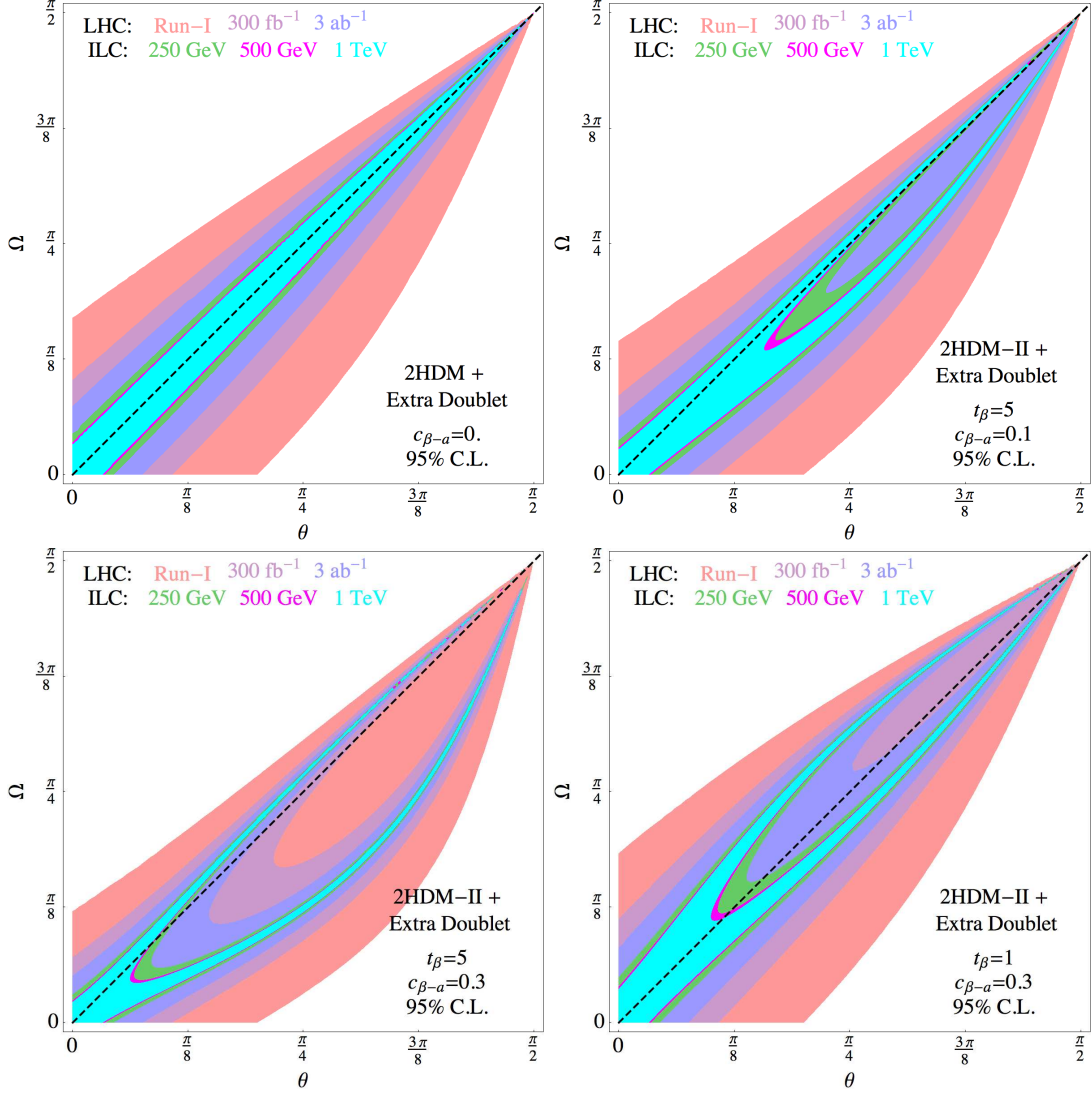 LHC: Run−I 300 fb⁻¹ 3 ab⁻¹
ILC: 250 GeV 500 GeV 1 TeV
π/2
3π/8
Ω
π/4
π/8
0
2HDM +
Extra Doublet
c_{β−a}=0.
95% C.L.
0 π/8 π/4 3π/8 π/2
θ
LHC: Run−I 300 fb⁻¹ 3 ab⁻¹
ILC: 250 GeV 500 GeV 1 TeV
π/2
3π/8
Ω
π/4
π/8
0
2HDM−II +
Extra Doublet
t_β=5
c_{β−a}=0.1
95% C.L.
0 π/8 π/4 3π/8 π/2
θ
LHC: Run−I 300 fb⁻¹ 3 ab⁻¹
ILC: 250 GeV 500 GeV 1 TeV
π/2
3π/8
Ω
π/4
π/8
0
2HDM−II +
Extra Doublet
t_β=5
c_{β−a}=0.3
95% C.L.
0 π/8 π/4 3π/8 π/2
θ
LHC: Run−I 300 fb⁻¹ 3 ab⁻¹
ILC: 250 GeV 500 GeV 1 TeV
π/2
3π/8
Ω
π/4
π/8
0
2HDM−II +
Extra Doublet
t_β=1
c_{β−a}=0.3
95% C.L.
0 π/8 π/4 3π/8 π/2
θ